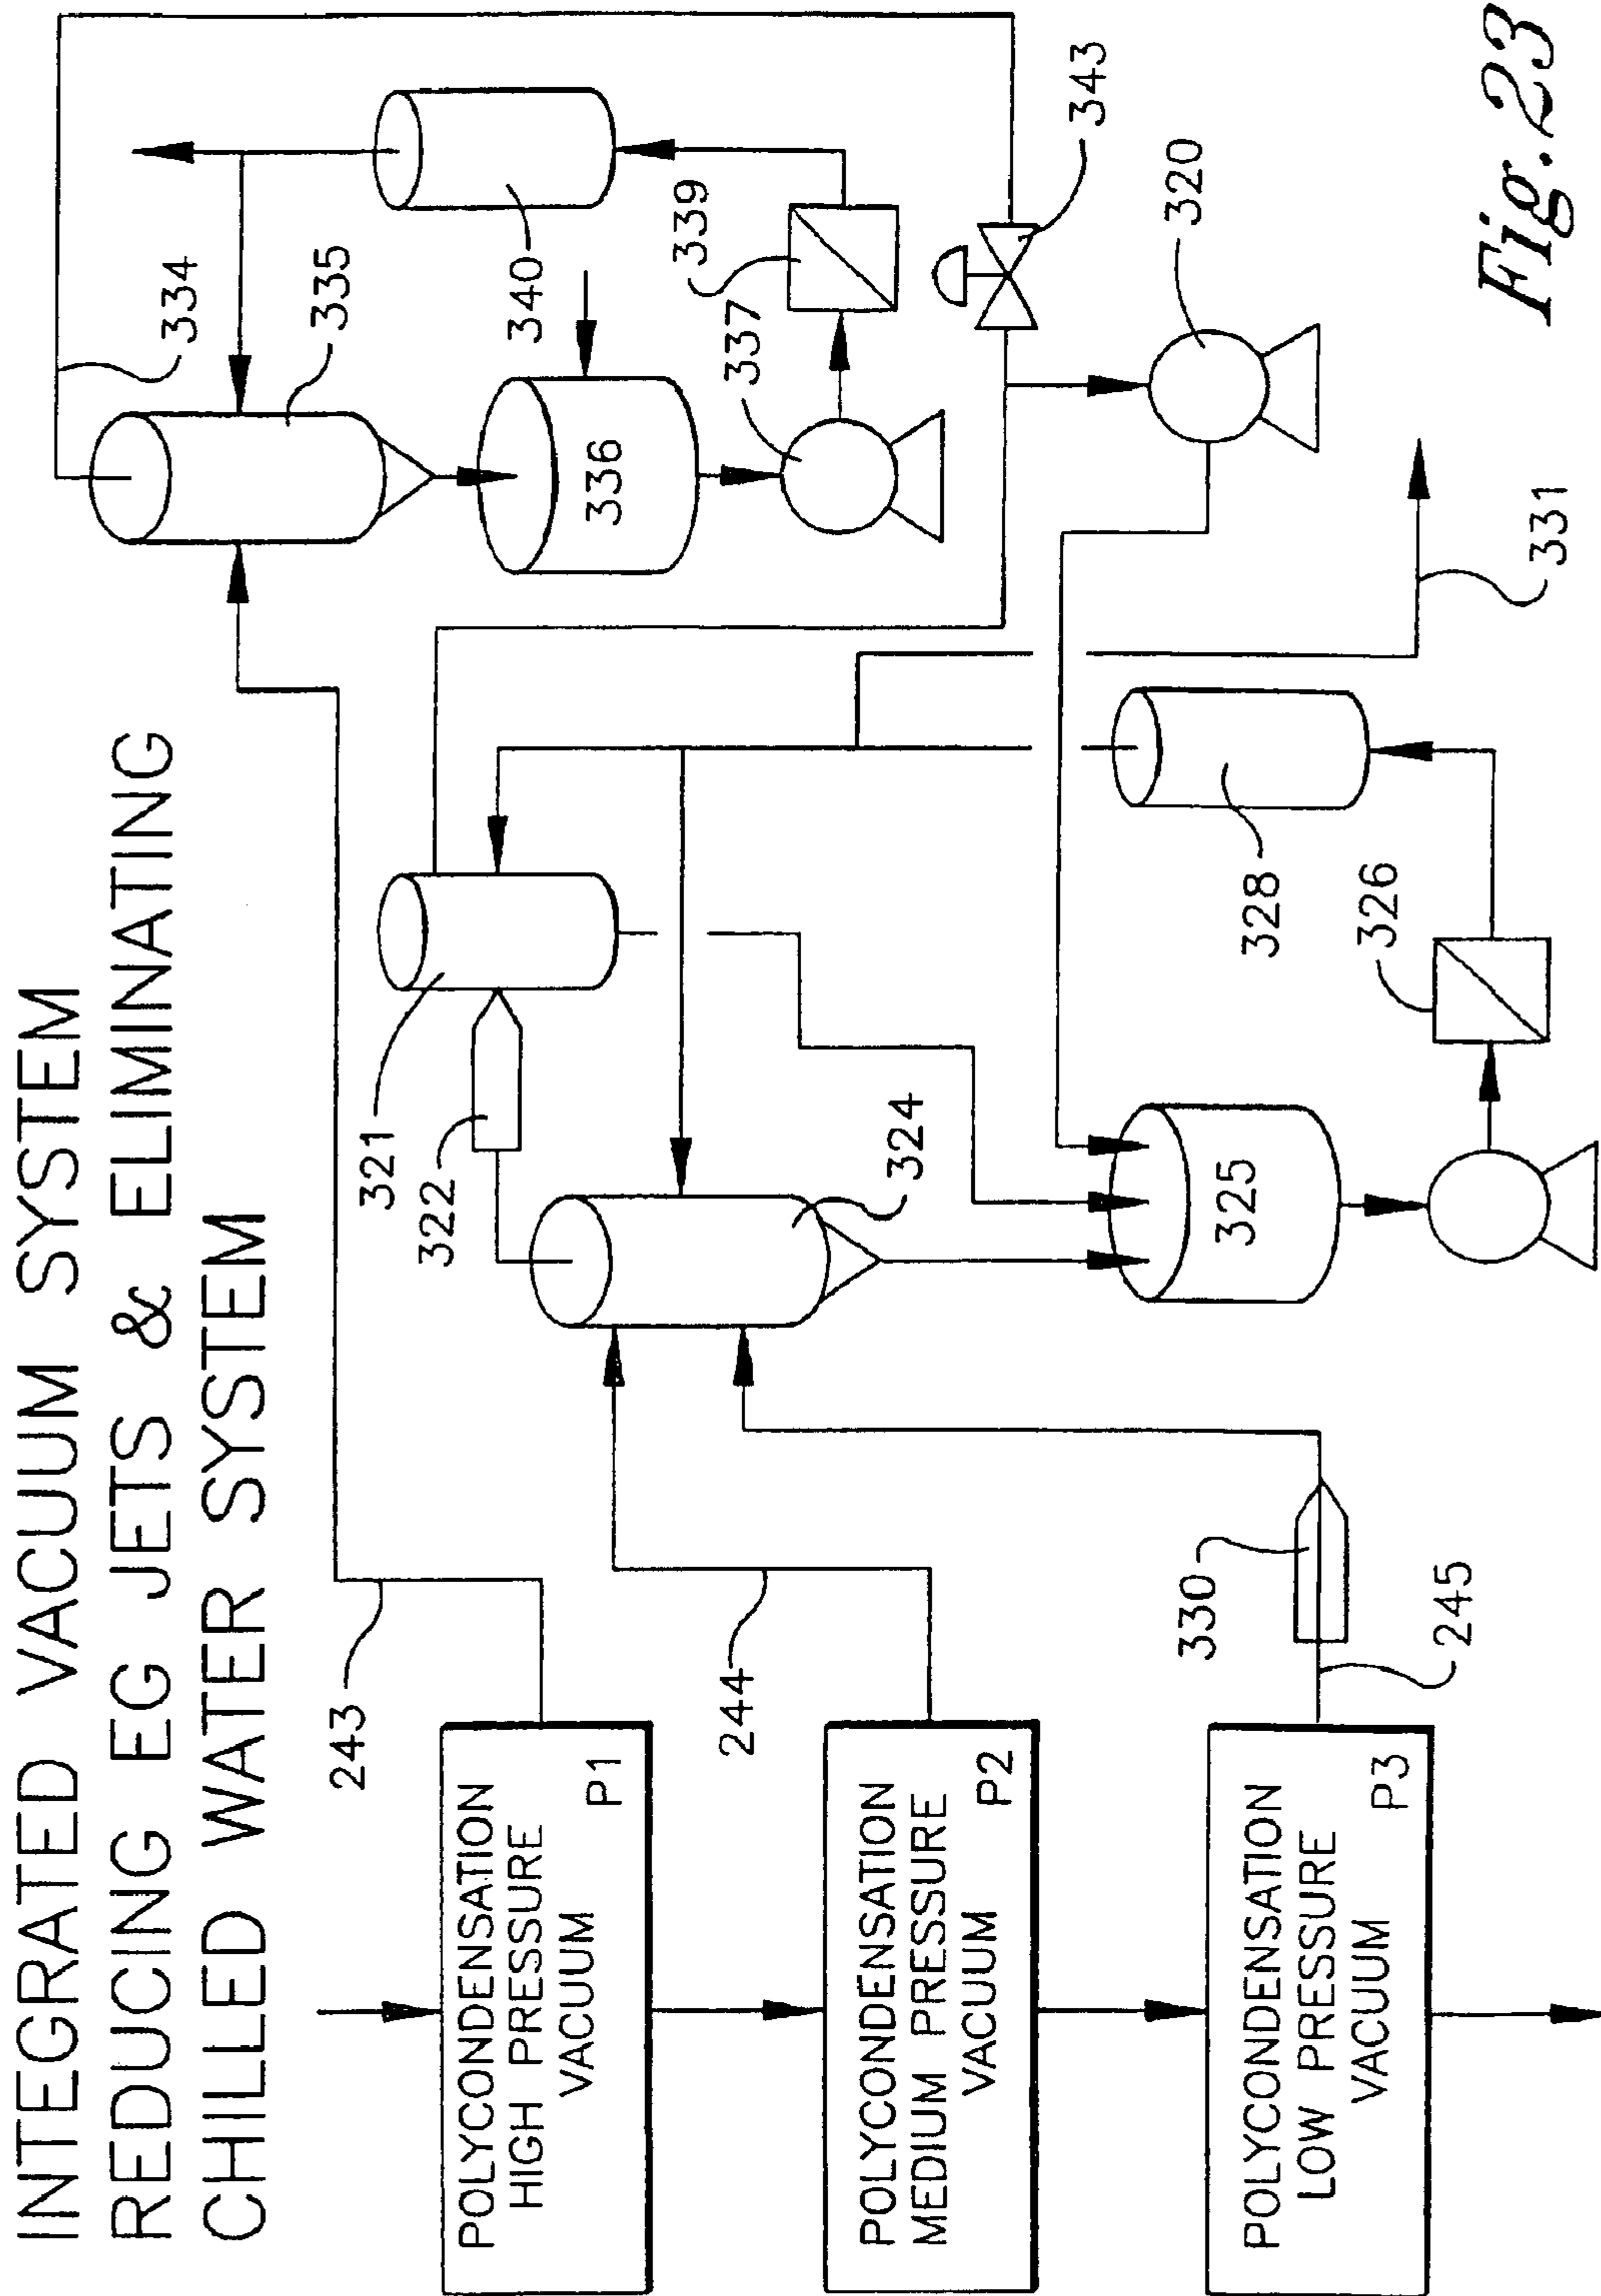 INTEGRATED VACUUM SYSTEM
REDUCING EG JETS & ELIMINATING
CHILLED WATER SYSTEM
334
335
340
336
337
339
343
320
331
321
322
324
325
328
326
243
244
330
245
POLYCONDENSATION
HIGH PRESSURE
VACUUM
P1
POLYCONDENSATION
MEDIUM PRESSURE
VACUUM
P2
POLYCONDENSATION
LOW PRESSURE
VACUUM
P3
Fig.23